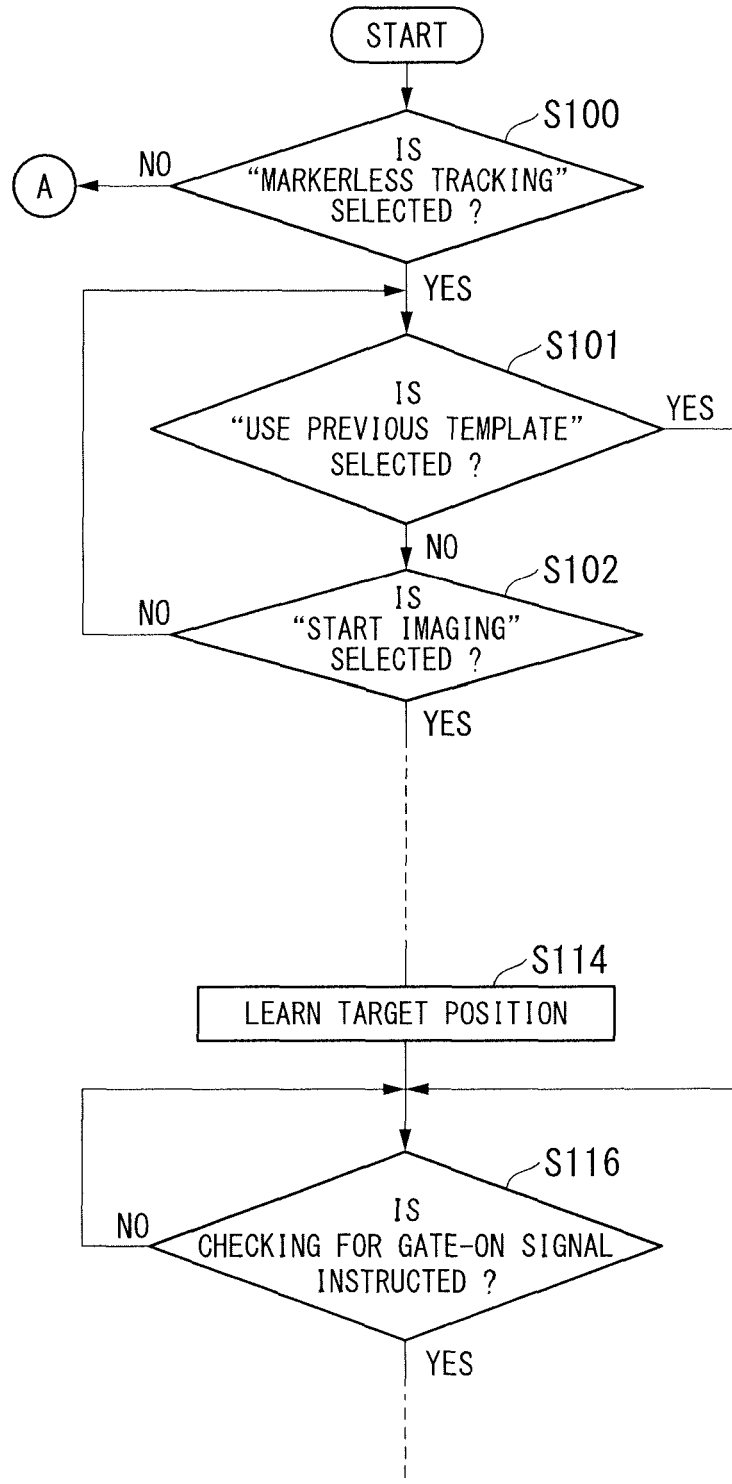 START
S100
IS
“MARKERLESS TRACKING”
SELECTED ?
NO
A
YES
S101
IS
“USE PREVIOUS TEMPLATE”
SELECTED ?
YES
NO
S102
IS
“START IMAGING”
SELECTED ?
NO
YES
S114
LEARN TARGET POSITION
S116
IS
CHECKING FOR GATE-ON SIGNAL
INSTRUCTED ?
NO
YES